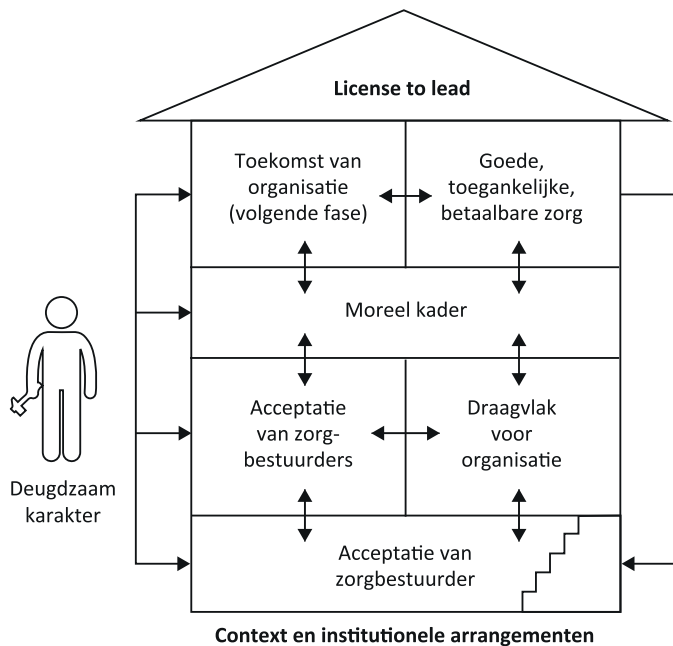 License to lead
Toekomst van
organisatie
(volgende fase)
Goede,
toegankelijke,
betaalbare zorg
Moreel kader
Acceptatie
van zorg-
bestuurders
Draagvlak
voor
organisatie
Deugdzaam
karakter
Acceptatie van
zorgbestuurder
Context en institutionele arrangementen